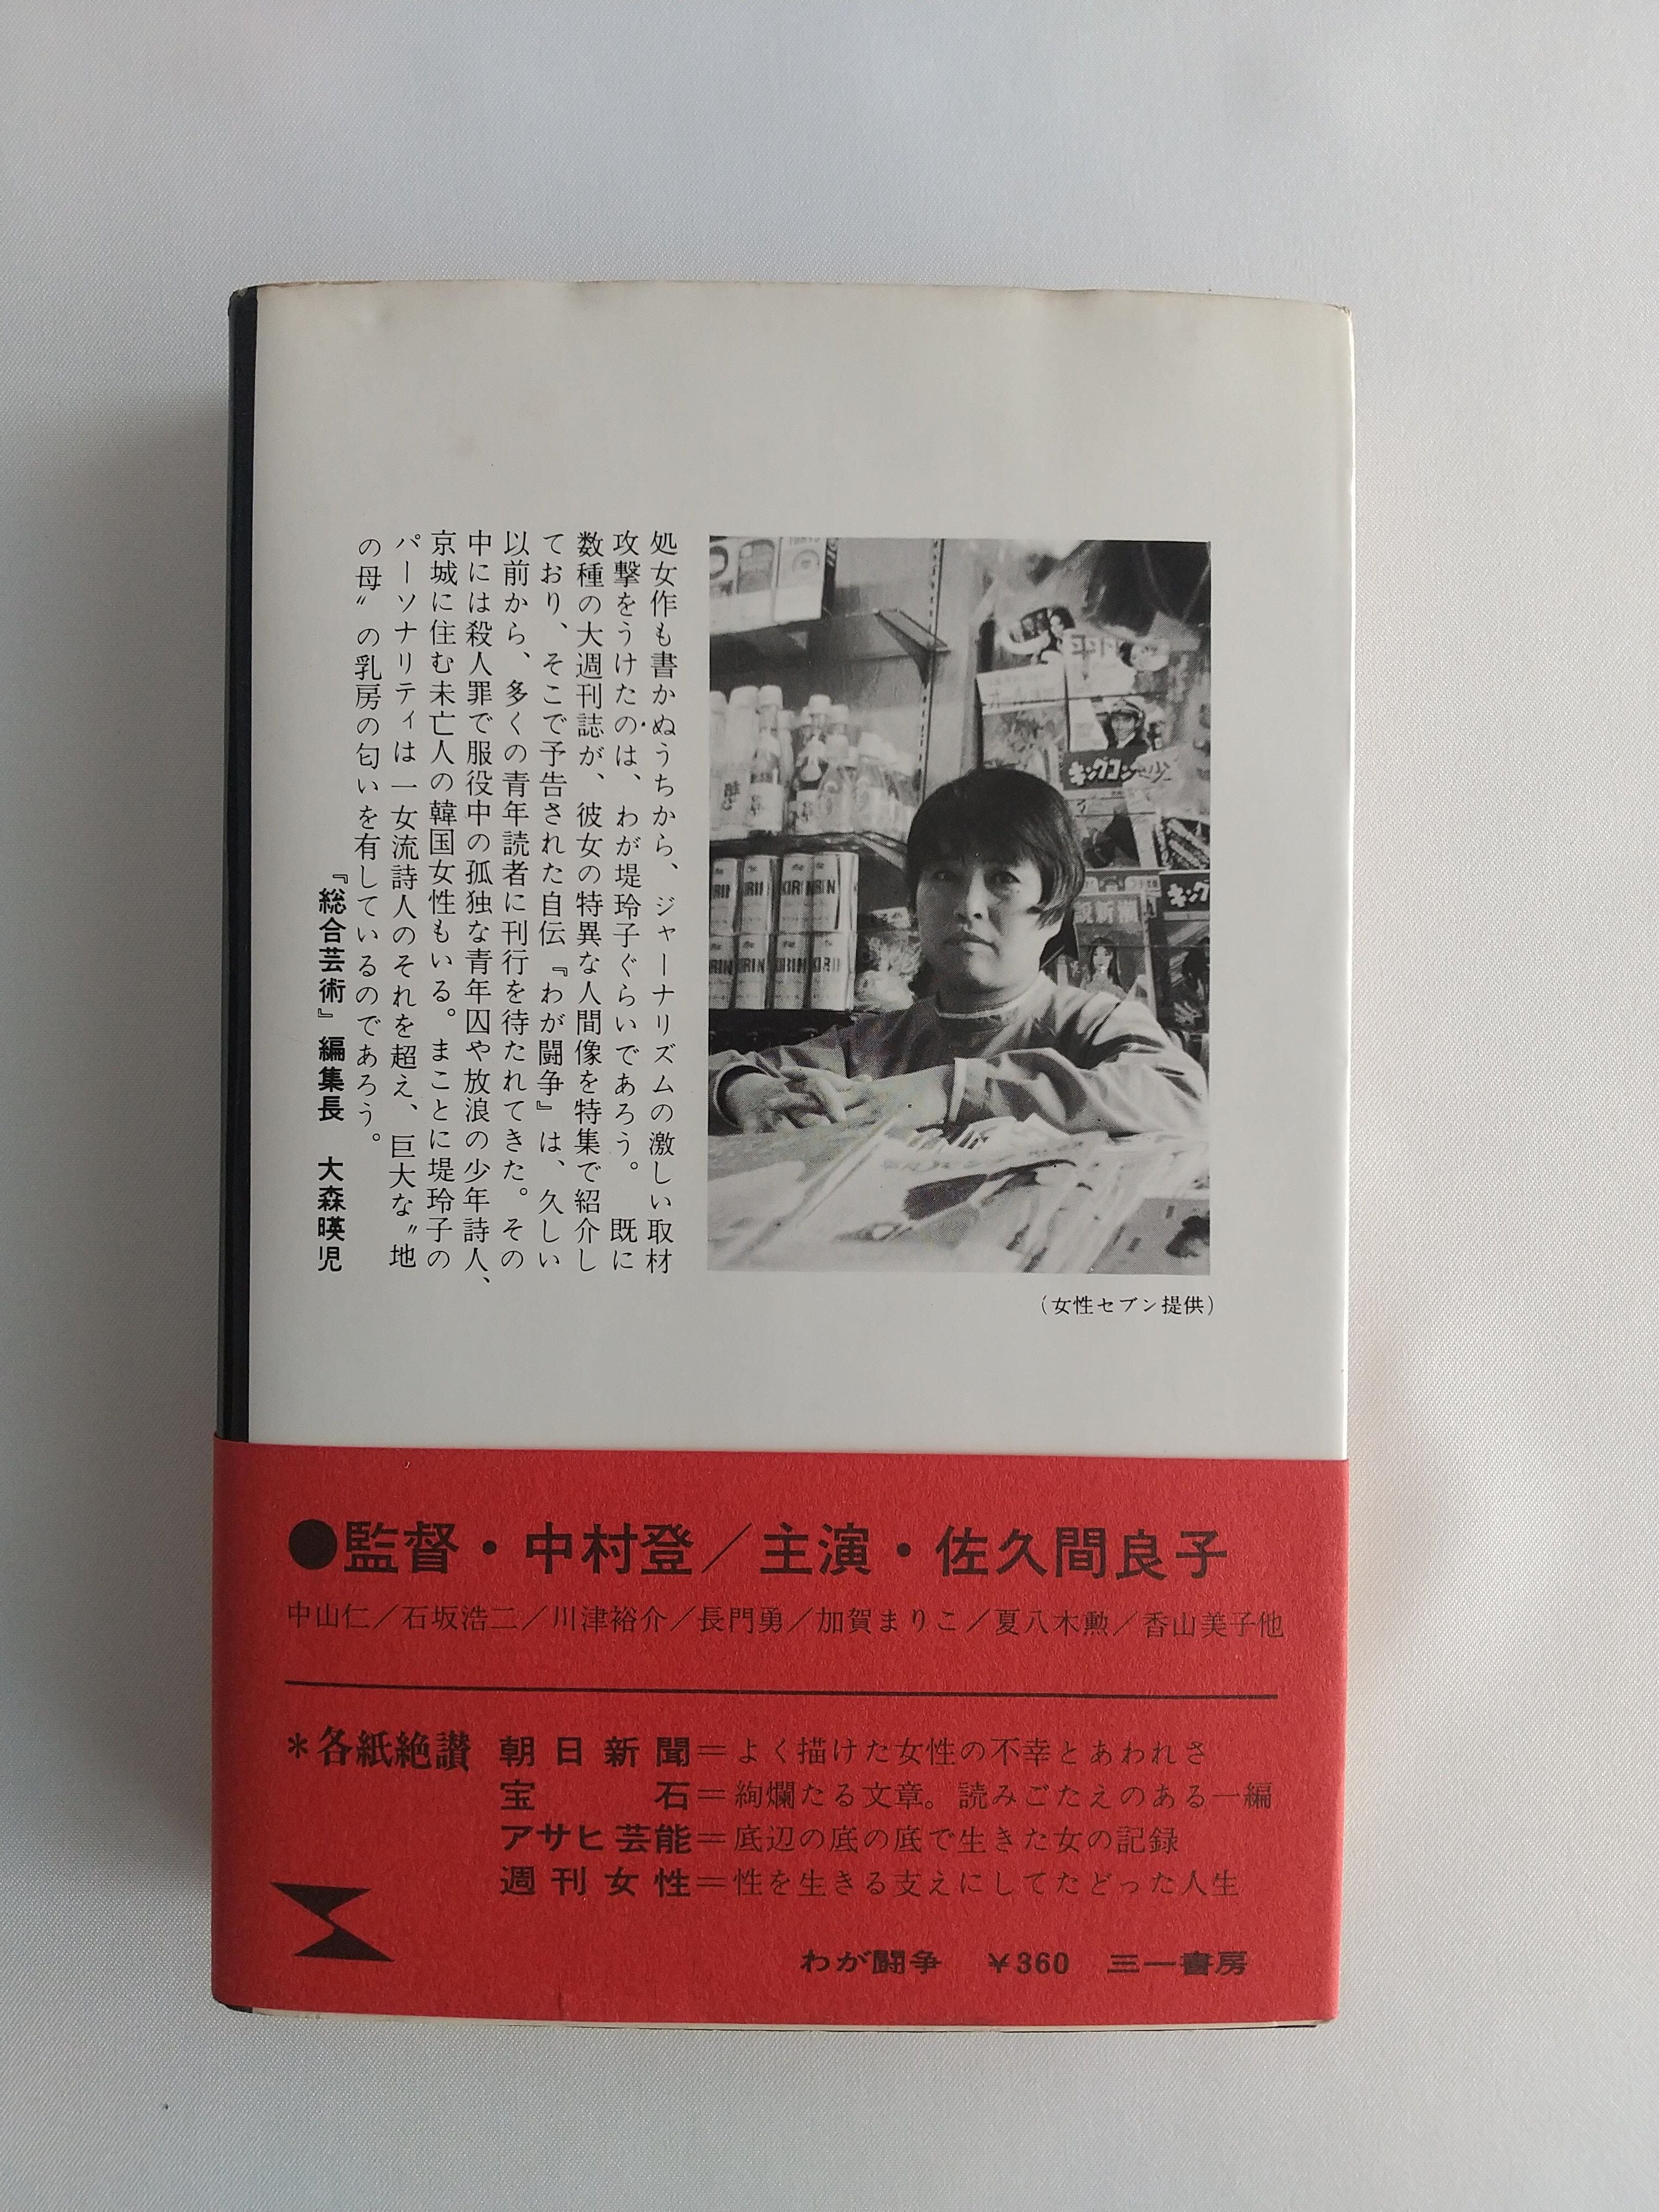 処女作も書かぬうちから、ジャーナリズムの激しい取材
攻撃をうけたのは、わが堤玲子ぐらいであろう。既に
数種の大週刊誌が、彼女の特異な人間像を特集で紹介し
ており、そこで予告された自伝『わが闘争』は、久しい
以前から、多くの青年読者に刊行を待たれてきた。その
中には殺人罪で服役中の孤独な青年囚や放浪の少年詩人、
京城に住む未亡人の韓国女性もいる。まことに堤玲子の
パーソナリティは一女流詩人のそれを超え、巨大な〝地
の母〟の乳房の匂いを有しているのであろう。
『総合芸術』編集長 大森暎児
キングコング
KIRIN KIRIN
KIRIN KIRIN KIRIN
(女性セブン提供)
●監督・中村登／主演・佐久間良子
中山仁／石坂浩二／川津裕介／長門勇／加賀まりこ／夏八木勲／香山美子他
＊各紙絶讃 朝日新聞＝よく描けた女性の不幸とあわれさ
宝石＝絢爛たる文章。読みごたえのある一編
アサヒ芸能＝底辺の底の底で生きた女の記録
週刊女性＝性を生きる支えにしてたどった人生
わが闘争 ￥360 三一書房